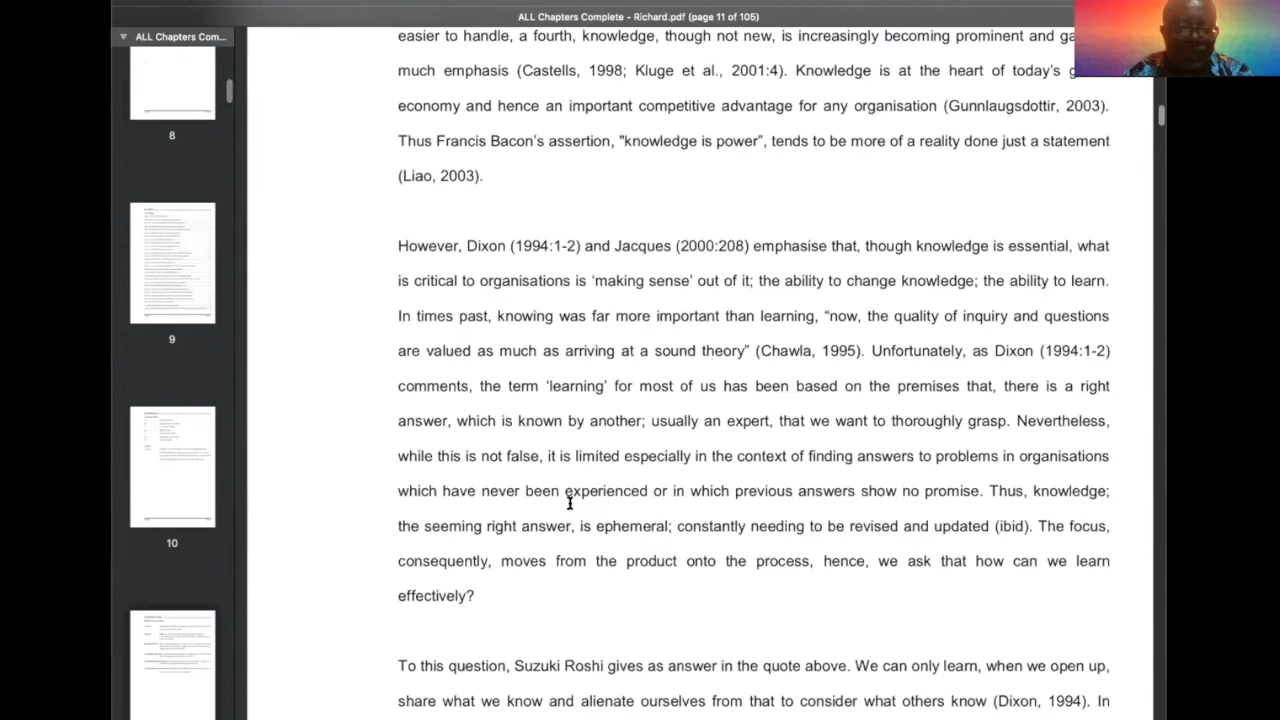 ALL Chapters Complete - Richard.pdf (page 11 of 105)
ALL Chapters Com...
8
9
10
easier to handle, a fourth, knowledge, though not new, is increasingly becoming prominent and
much emphasis (Castells, 1998; Kluge et al., 2001:4). Knowledge is at the heart of today's
economy and hence an important competitive advantage for any organisation (Gunnlaugsdottir, 2003).
Thus Francis Bacon's assertion, "knowledge is power", tends to be more of a reality done just a statement
(Liao, 2003).
However, Dixon (1994:1-2) and Jacques (2000:208) emphasise that, though knowledge is essential, what
is critical to organisations is 'making sense' out of it; the ability to change knowledge; the ability to learn.
In times past, knowing was far more important than learning, “now, the quality of inquiry and questions
are valued as much as arriving at a sound theory” (Chawla, 1995). Unfortunately, as Dixon (1994:1-2)
comments, the term ‘learning’ for most of us has been based on the premises that, there is a right
answer, which is known by another; usually an expert that we want to thoroughly grasp. Nevertheless,
while this is not false, it is limited especially in the context of finding answers to problems in organisations
which have never been experienced or in which previous answers show no promise. Thus, knowledge;
the seeming right answer, is ephemeral; constantly needing to be revised and updated (ibid). The focus,
consequently, moves from the product onto the process, hence, we ask that how can we learn
effectively?
To this question, Suzuki Roshi gives as answer in the quote above. We can only learn, when we open up,
share what we know and alienate ourselves from that to consider what others know (Dixon, 1994). In